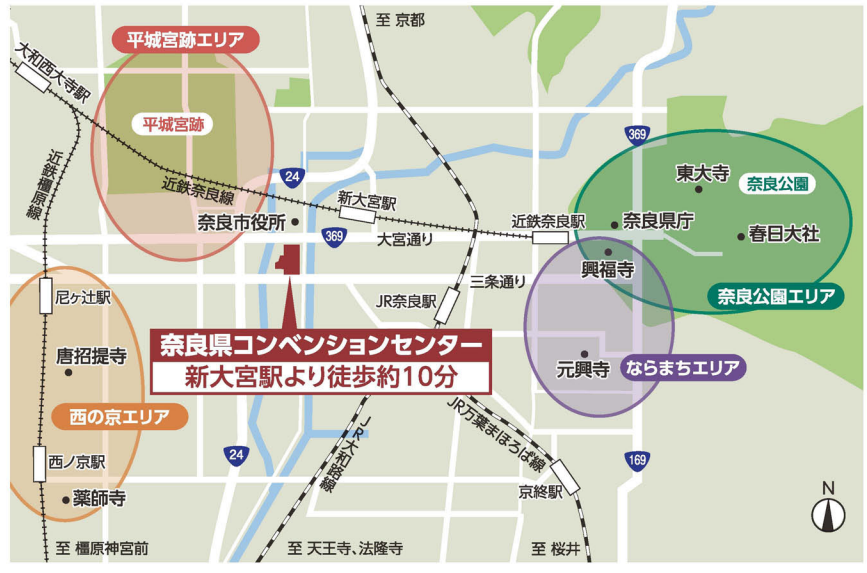 至 京都
平城宮跡エリア
大和西大寺駅
平城宮跡
369
東大寺
奈良公園
近鉄橿原線
24
近鉄奈良線
新大宮駅
奈良市役所
近鉄奈良駅
奈良県庁
369
大宮通り
春日大社
興福寺
三条通り
尼ヶ辻駅
JR奈良駅
奈良公園エリア
奈良県コンベンションセンター
新大宮駅より徒歩約10分
唐招提寺
元興寺
ならまちエリア
西の京エリア
JR万葉まほろば線
JR大和路線
24
169
西ノ京駅
京終駅
薬師寺
N
至 橿原神宮前
至 天王寺、法隆寺
至 桜井